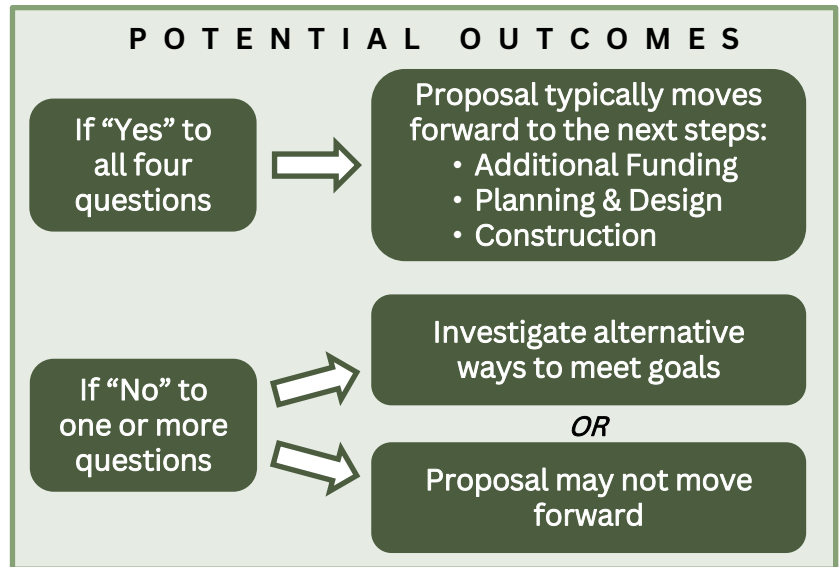 POTENTIAL OUTCOMES
If “Yes” to
all four
questions
Proposal typically moves
forward to the next steps:
• Additional Funding
• Planning & Design
• Construction
If “No” to
one or more
questions
Investigate alternative
ways to meet goals
OR
Proposal may not move
forward